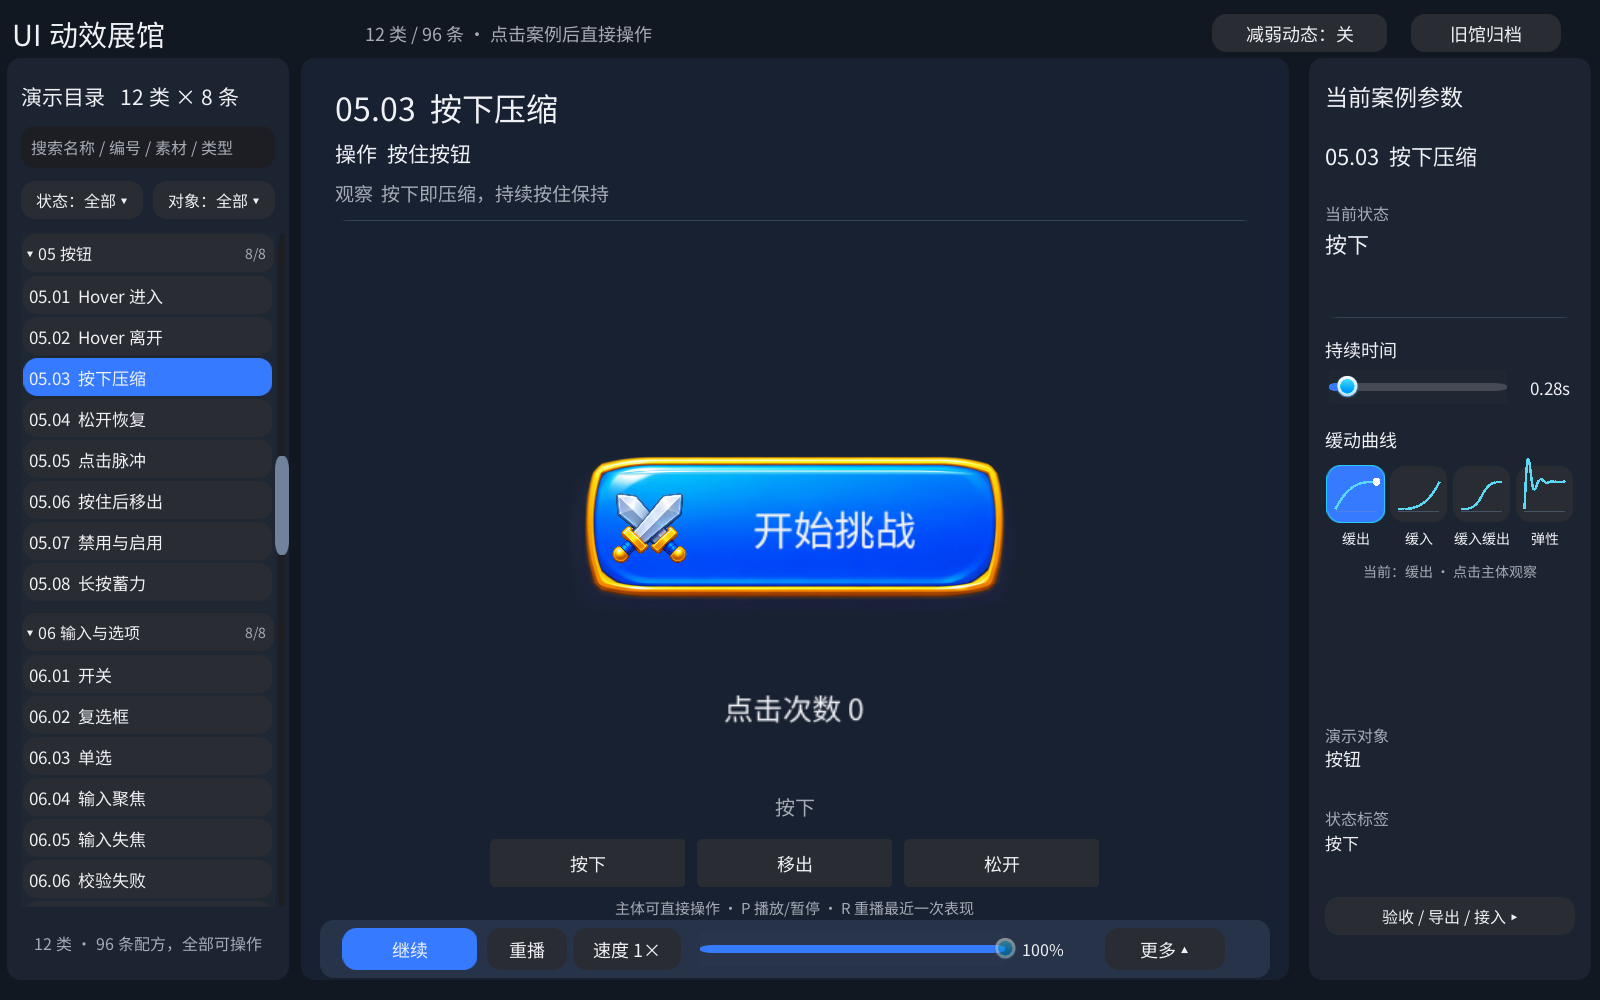 UI 动效展馆
12 类 / 96 条 · 点击案例后直接操作
减弱动态：关
旧馆归档
演示目录 12 类 × 8 条
搜索名称 / 编号 / 素材 / 类型
状态：全部 ▾
对象：全部 ▾
▾ 05 按钮 8/8
05.01 Hover 进入
05.02 Hover 离开
05.03 按下压缩
05.04 松开恢复
05.05 点击脉冲
05.06 按住后移出
05.07 禁用与启用
05.08 长按蓄力
▾ 06 输入与选项 8/8
06.01 开关
06.02 复选框
06.03 单选
06.04 输入聚焦
06.05 输入失焦
06.06 校验失败
12 类 · 96 条配方，全部可操作
05.03 按下压缩
操作 按住按钮
观察 按下即压缩，持续按住保持
开始挑战
点击次数 0
按下
按下
移出
松开
主体可直接操作 · P 播放/暂停 · R 重播最近一次表现
继续
重播
速度 1×
100%
更多 ▴
当前案例参数
05.03 按下压缩
当前状态
按下
持续时间
0.28s
缓动曲线
缓出
缓入
缓入缓出
弹性
当前：缓出 · 点击主体观察
演示对象
按钮
状态标签
按下
验收 / 导出 / 接入 ▸